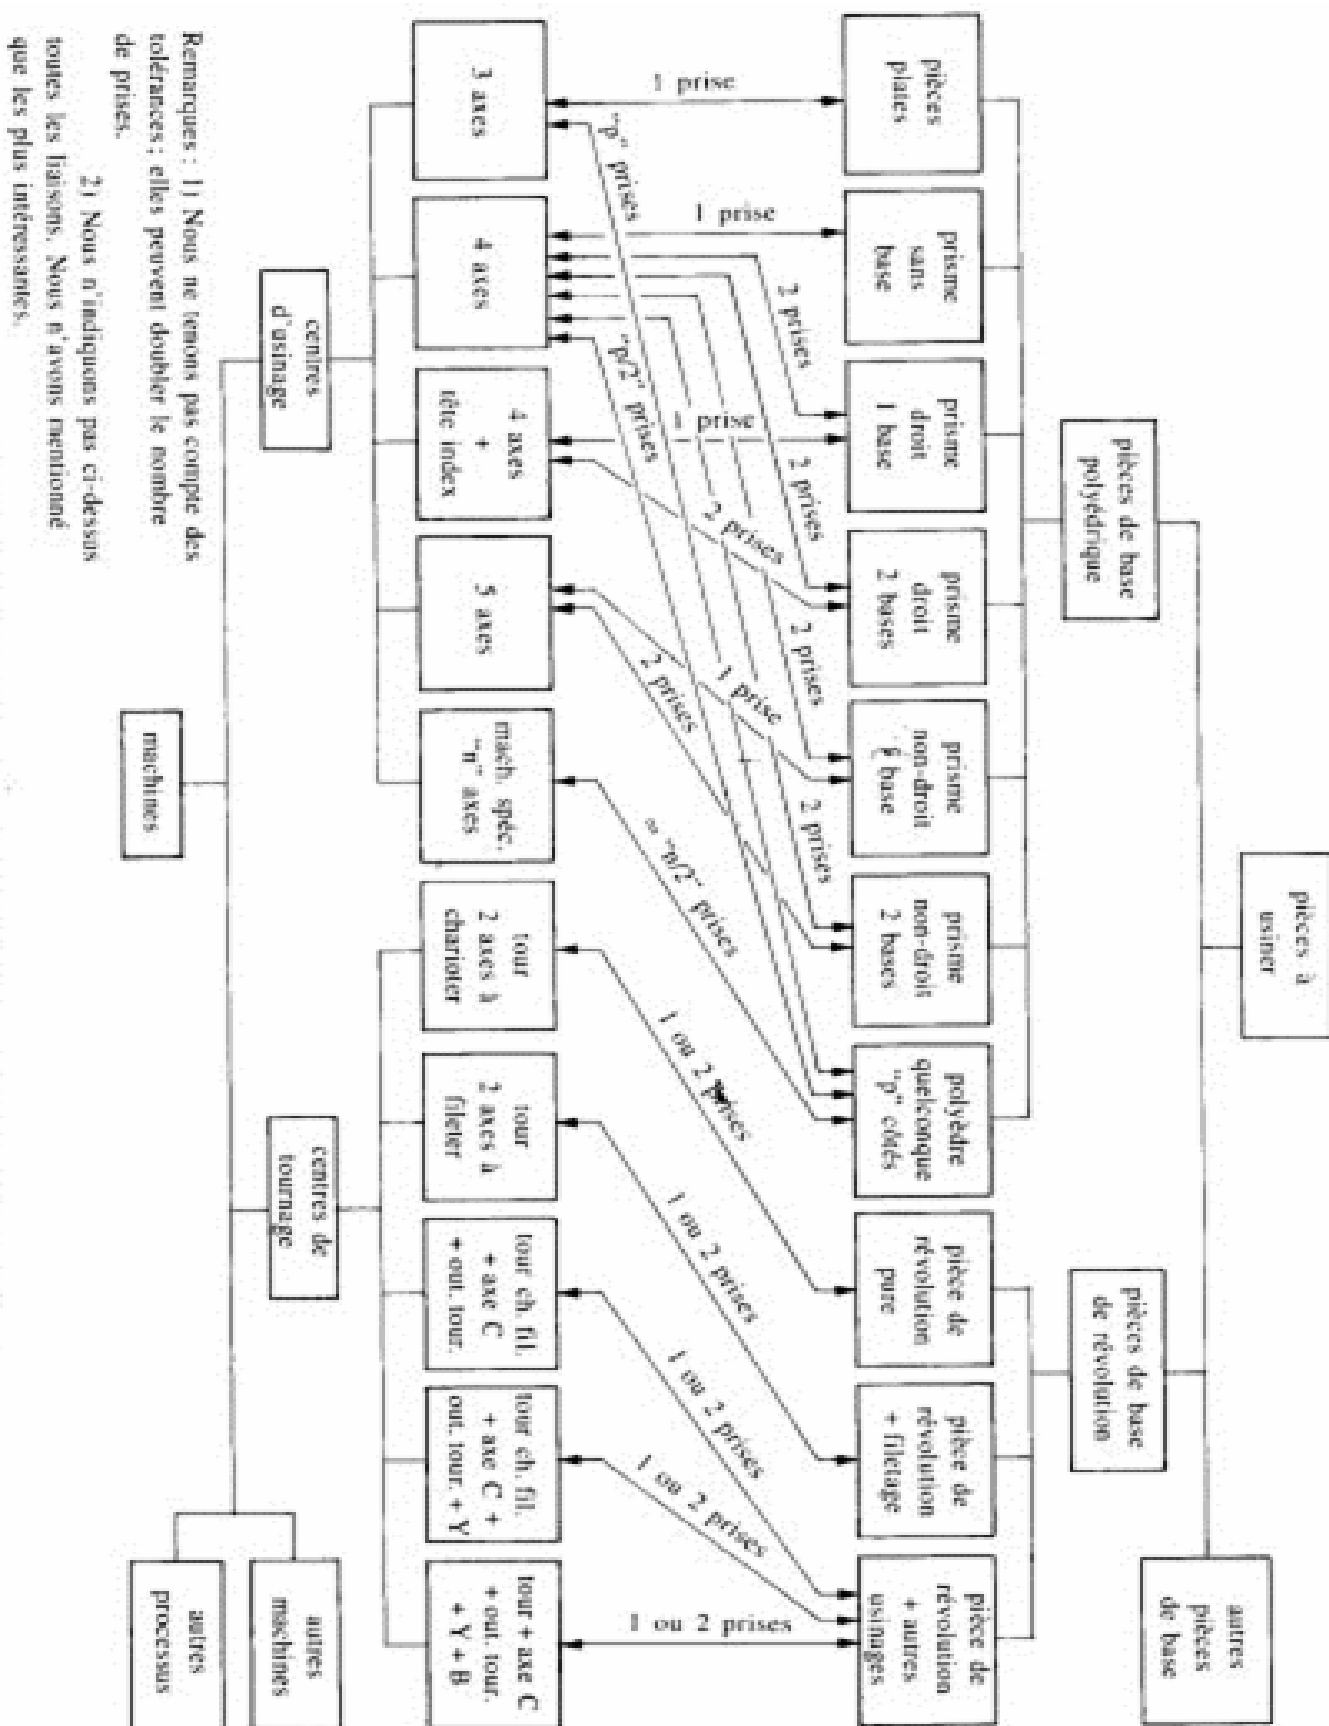 pièces à
usiner
pièces de base
polyédrique
pièces de base
de révolution
autres
pièces
de base
pièces
plates
prisme
sans
base
prisme
droit
1 base
prisme
droit
2 bases
prisme
non-droit
base
prisme
non-droit
2 bases
polyèdre
quelconque
"p" côtés
pièce de
révolution
pure
pièce de
révolution
+ filetage
pièce de
révolution
+ autres
usinages
1 prise
"p" prises
1 prise
2 prises
"p/2" prises
1 prise
2 prises
2 prises
2 prises
2 prises
1 prise
2 prises
∞ "p/2" prises
1 ou 2 prises
1 ou 2 prises
1 ou 2 prises
1 ou 2 prises
1 ou 2 prises
3 axes
4 axes
4 axes
+
tête index
5 axes
mach. spéc.
"n" axes
tour
2 axes à
charioter
tour
2 axes à
fileter
tour ch. fil.
+ axe C
+ out. tour.
tour ch. fil.
+ axe C +
out. tour. + Y
tour + axe C
+ out. tour.
+ Y + B
centres
d'usinage
centres de
tournage
machines
autres
machines
autres
processus
Remarques : 1) Nous ne tenons pas compte des
tolérances ; elles peuvent doubler le nombre
de prises.
2) Nous n'indiquons pas ci-dessus
toutes les liaisons. Nous n'avons mentionné
que les plus intéressantes.